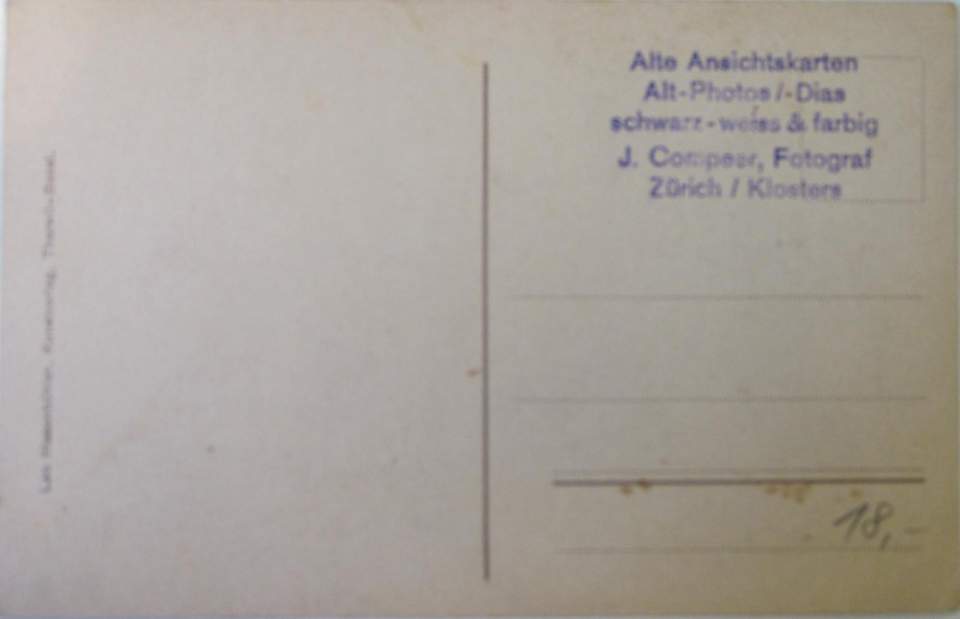 Alte Ansichtskarten
Alt-Photos/-Dias
schwarz-weiss & farbig
J. Compeer, Fotograf
Zürich / Klosters
18,-